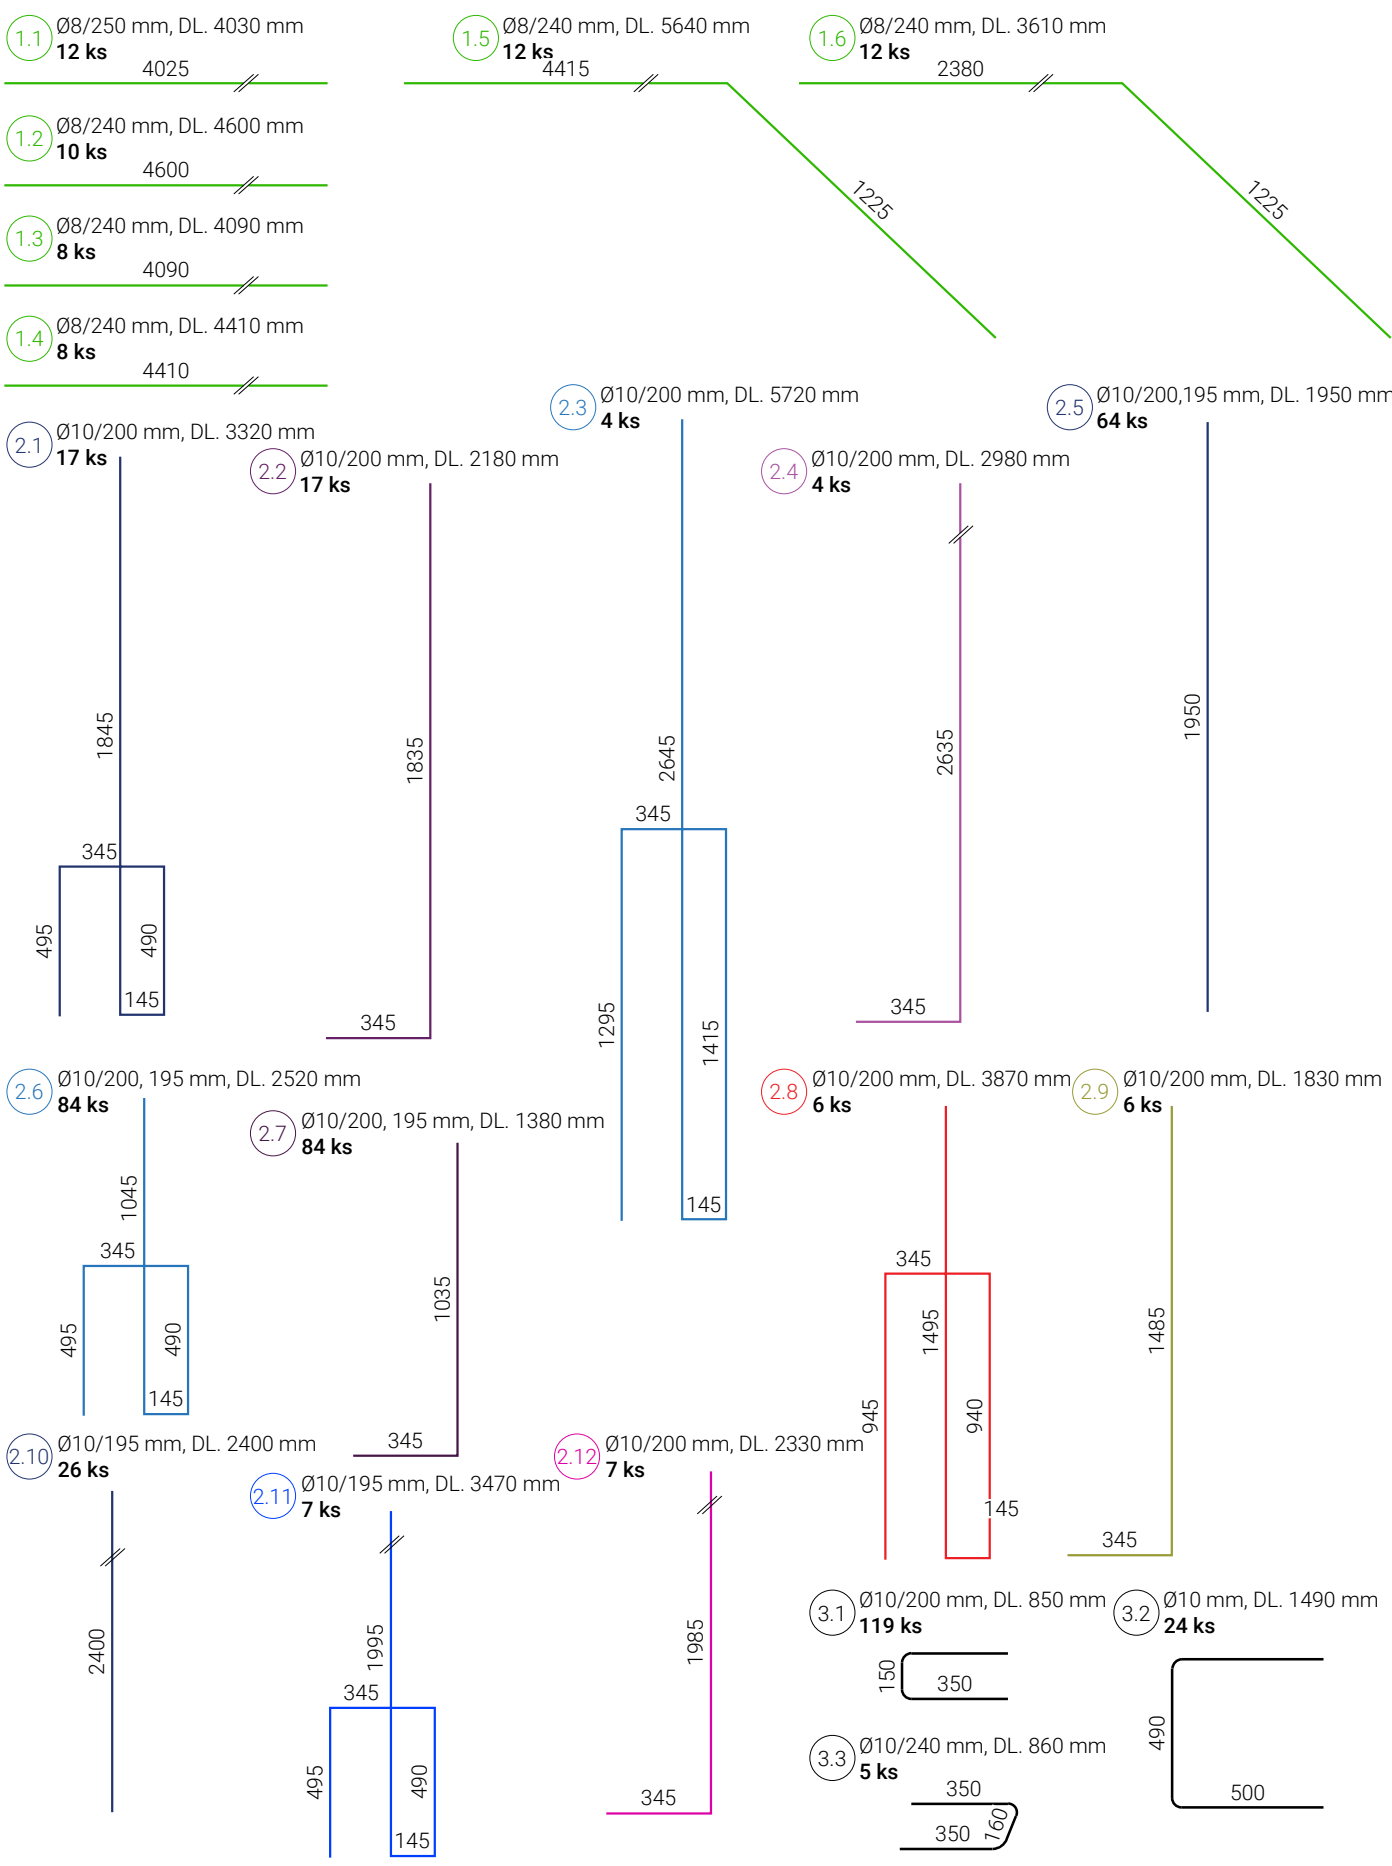 1.1
Ø8/250 mm, DL. 4030 mm
12 ks
4025
1.5
Ø8/240 mm, DL. 5640 mm
12 ks
4415
1225
1.6
Ø8/240 mm, DL. 3610 mm
12 ks
2380
1225
1.2
Ø8/240 mm, DL. 4600 mm
10 ks
4600
1.3
Ø8/240 mm, DL. 4090 mm
8 ks
4090
1.4
Ø8/240 mm, DL. 4410 mm
8 ks
4410
2.1
Ø10/200 mm, DL. 3320 mm
17 ks
1845
345
495
490
145
2.2
Ø10/200 mm, DL. 2180 mm
17 ks
1835
345
2.3
Ø10/200 mm, DL. 5720 mm
4 ks
2645
345
1295
1415
145
2.4
Ø10/200 mm, DL. 2980 mm
4 ks
2635
345
2.5
Ø10/200,195 mm, DL. 1950 mm
64 ks
1950
2.6
Ø10/200, 195 mm, DL. 2520 mm
84 ks
1045
345
495
490
145
2.7
Ø10/200, 195 mm, DL. 1380 mm
84 ks
1035
345
2.8
Ø10/200 mm, DL. 3870 mm
6 ks
345
1495
945
940
145
2.9
Ø10/200 mm, DL. 1830 mm
6 ks
1485
345
2.10
Ø10/195 mm, DL. 2400 mm
26 ks
2400
2.11
Ø10/195 mm, DL. 3470 mm
7 ks
1995
345
495
490
145
2.12
Ø10/200 mm, DL. 2330 mm
7 ks
1985
345
3.1
Ø10/200 mm, DL. 850 mm
119 ks
150
350
3.2
Ø10 mm, DL. 1490 mm
24 ks
490
500
3.3
Ø10/240 mm, DL. 860 mm
5 ks
350
160
350